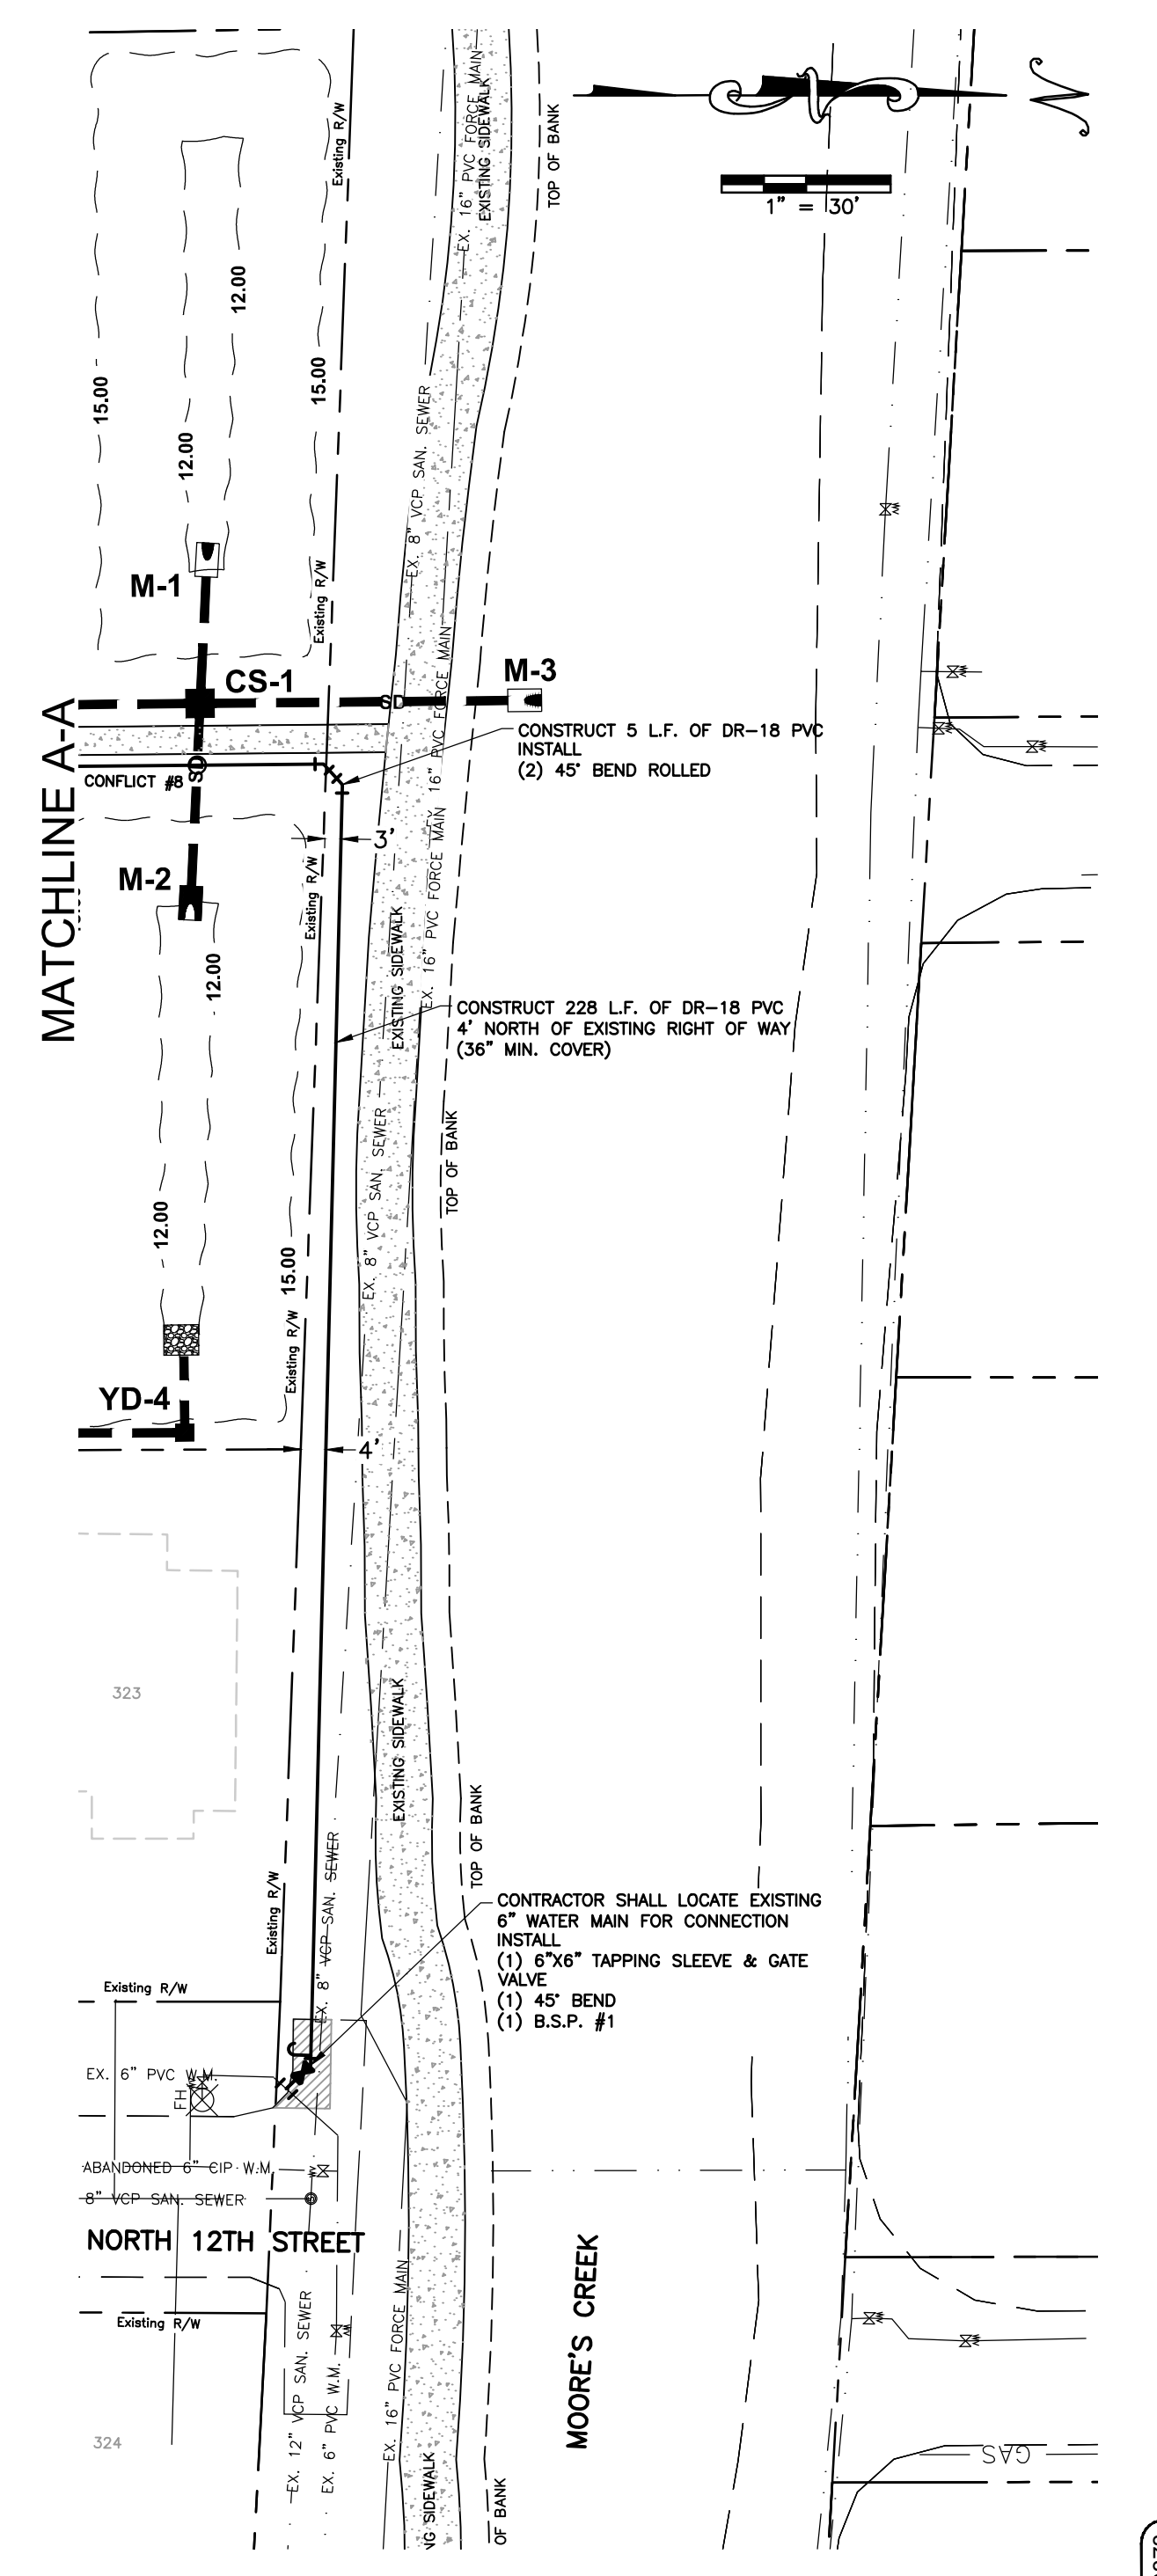 EX. 16" PVC FORCE MAIN
EXISTING SIDEWALK
TOP OF BANK
Existing R/W
N
1" = 30'
12.00
15.00
15.00
12.00
EX. 8" VCP SAN. SEWER
M-1
Existing R/W
CS-1
M-3
SD
MATCHLINE A-A
16" PVC FORCE MAIN
CONSTRUCT 5 L.F. OF DR-18 PVC
INSTALL
(2) 45° BEND ROLLED
CONFLICT #8
SD
3'
M-2
Existing R/W
EX. 16" PVC FORCE MAIN
EXISTING SIDEWALK
12.00
CONSTRUCT 228 L.F. OF DR-18 PVC
4' NORTH OF EXISTING RIGHT OF WAY
(36" MIN. COVER)
EX. 8" VCP SAN. SEWER
TOP OF BANK
12.00
15.00
Existing R/W
YD-4
4'
323
EXISTING SIDEWALK
TOP OF BANK
EX. 8" VCP SAN. SEWER
Existing R/W
CONTRACTOR SHALL LOCATE EXISTING
6" WATER MAIN FOR CONNECTION
INSTALL
(1) 6"X6" TAPPING SLEEVE & GATE
VALVE
(1) 45° BEND
(1) B.S.P. #1
Existing R/W
EX. 6" PVC W.M.
FH
ABANDONED 6" CIP W.M.
8" VCP SAN. SEWER
NORTH 12TH STREET
Existing R/W
MOORE'S CREEK
EX. 12" VCP SAN. SEWER
EX. 6" PVC W.M.
EX. 16" PVC FORCE MAIN
324
GAS
NG SIDEWALK
OF BANK